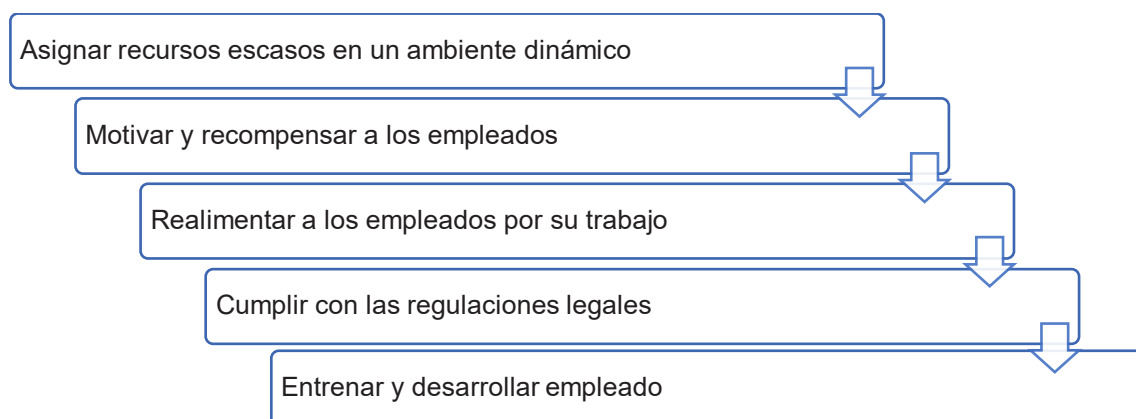 Asignar recursos escasos en un ambiente dinámico
Motivar y recompensar a los empleados
Realimentar a los empleados por su trabajo
Cumplir con las regulaciones legales
Entrenar y desarrollar empleado